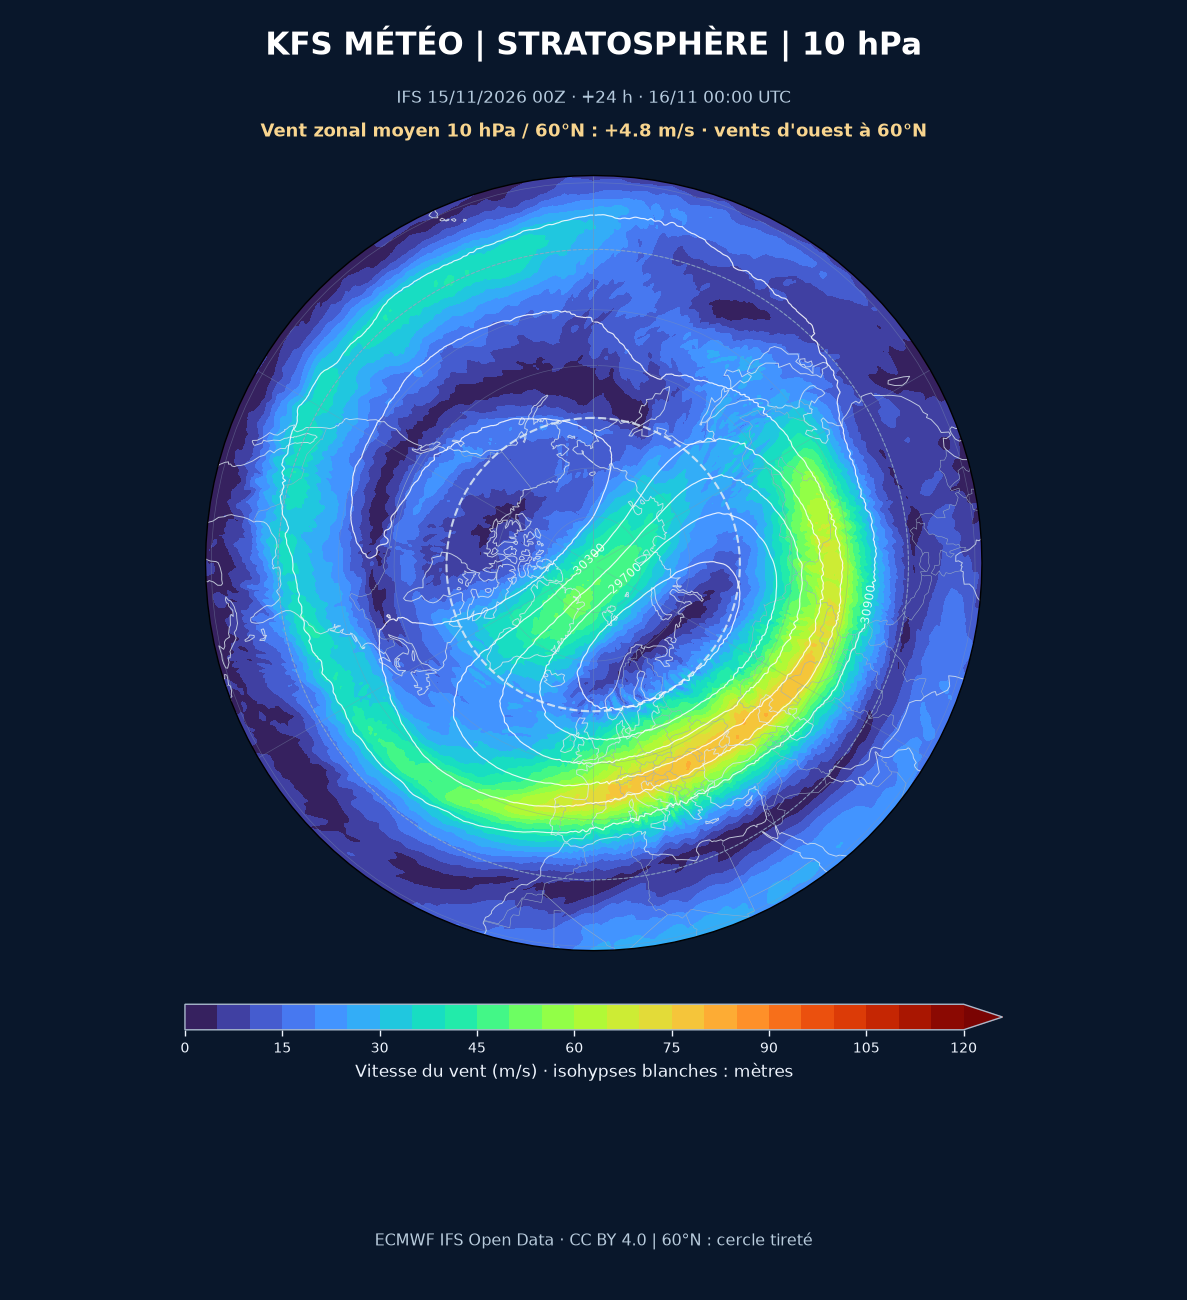 KFS MÉTÉO | STRATOSPHÈRE | 10 hPa
IFS 15/11/2026 00Z · +24 h · 16/11 00:00 UTC
Vent zonal moyen 10 hPa / 60°N : +4.8 m/s · vents d'ouest à 60°N
30300
29700
30900
0 15 30 45 60 75 90 105 120
Vitesse du vent (m/s) · isohypses blanches : mètres
ECMWF IFS Open Data · CC BY 4.0 | 60°N : cercle tireté